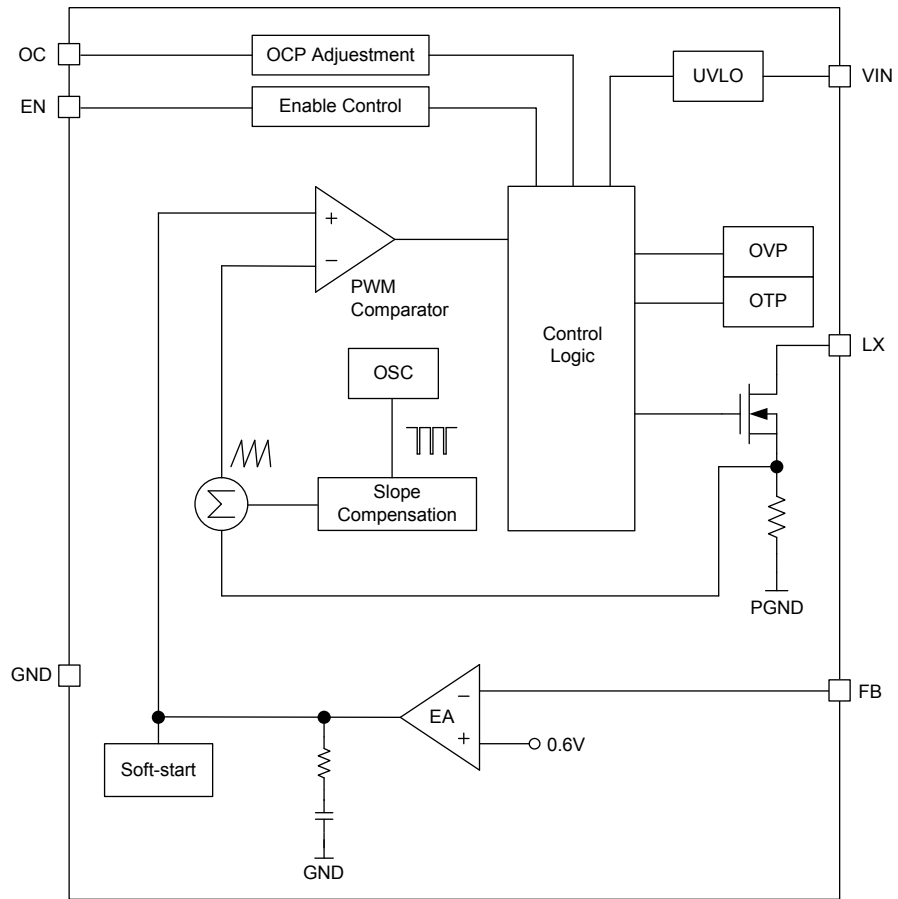 OC
OCP Adjuestment
UVLO
VIN
EN
Enable Control
+
−
PWM
Comparator
OVP
OTP
Control
Logic
LX
OSC
Σ
Slope
Compensation
PGND
GND
FB
−
EA
+
0.6V
Soft-start
GND